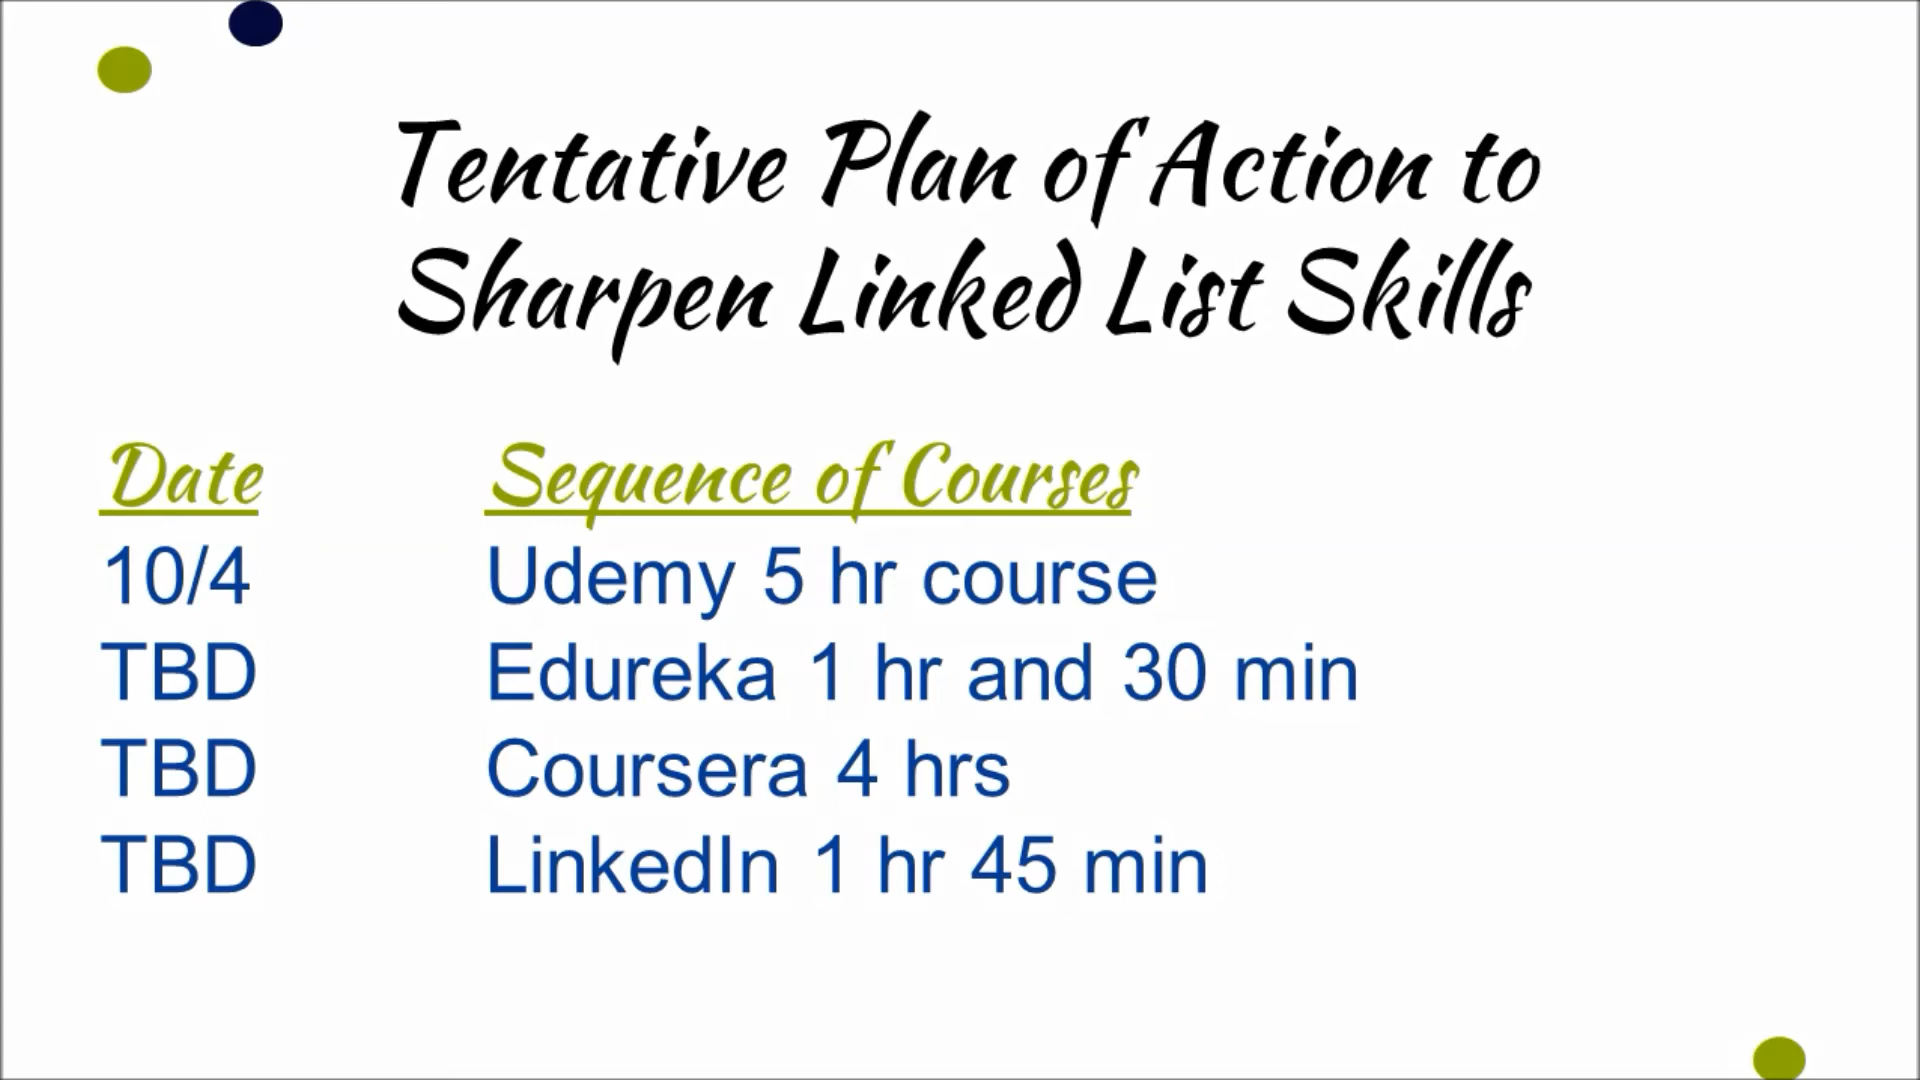 Tentative Plan of Action to
Sharpen Linked List Skills
Date Sequence of Courses
10/4 Udemy 5 hr course
TBD Edureka 1 hr and 30 min
TBD Coursera 4 hrs
TBD LinkedIn 1 hr 45 min